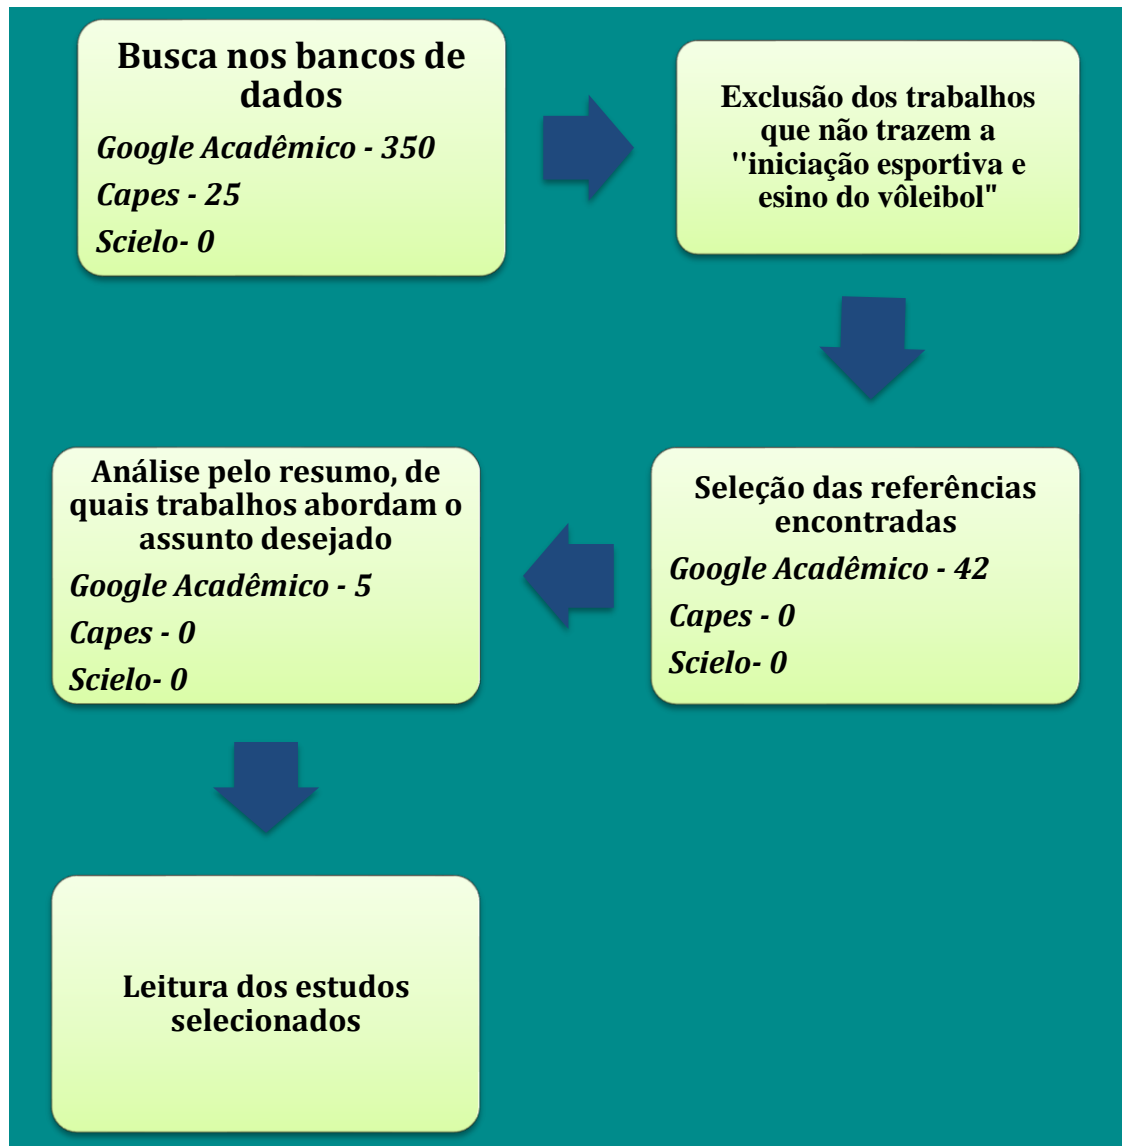 Busca nos bancos de
dados
Google Acadêmico - 350
Capes - 25
Scielo- 0
Exclusão dos trabalhos
que não trazem a
"iniciação esportiva e
esino do vôleibol"
Seleção das referências
encontradas
Google Acadêmico - 42
Capes - 0
Scielo- 0
Análise pelo resumo, de
quais trabalhos abordam o
assunto desejado
Google Acadêmico - 5
Capes - 0
Scielo- 0
Leitura dos estudos
selecionados